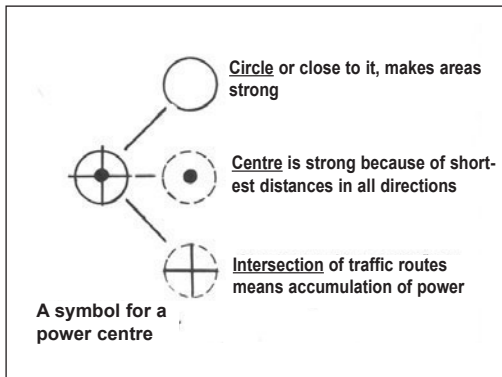 Circle or close to it, makes areas
strong
Centre is strong because of short-
est distances in all directions
Intersection of traffic routes
means accumulation of power
A symbol for a
power centre